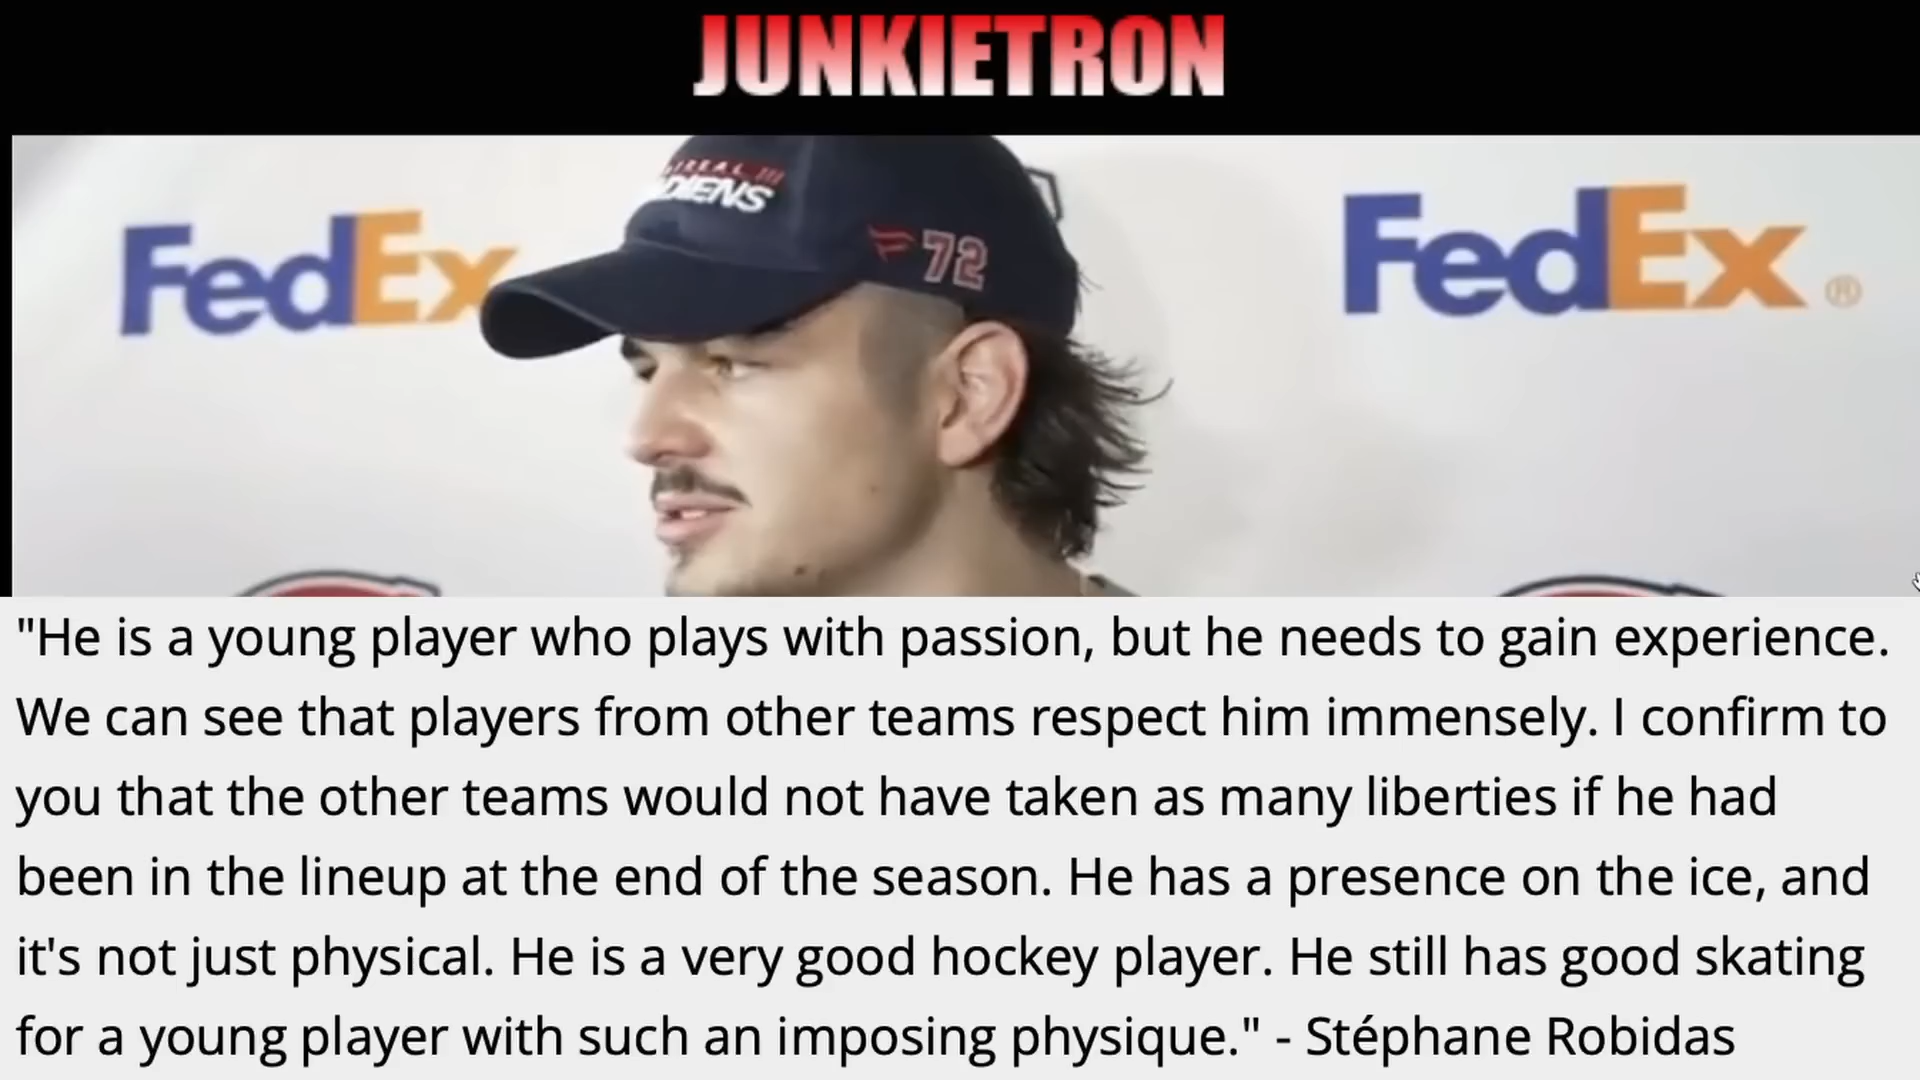 JUNKIETRON
DIENS
FedEx
72
FedEx®
"He is a young player who plays with passion, but he needs to gain experience.
We can see that players from other teams respect him immensely. I confirm to
you that the other teams would not have taken as many liberties if he had
been in the lineup at the end of the season. He has a presence on the ice, and
it's not just physical. He is a very good hockey player. He still has good skating
for a young player with such an imposing physique." - Stéphane Robidas